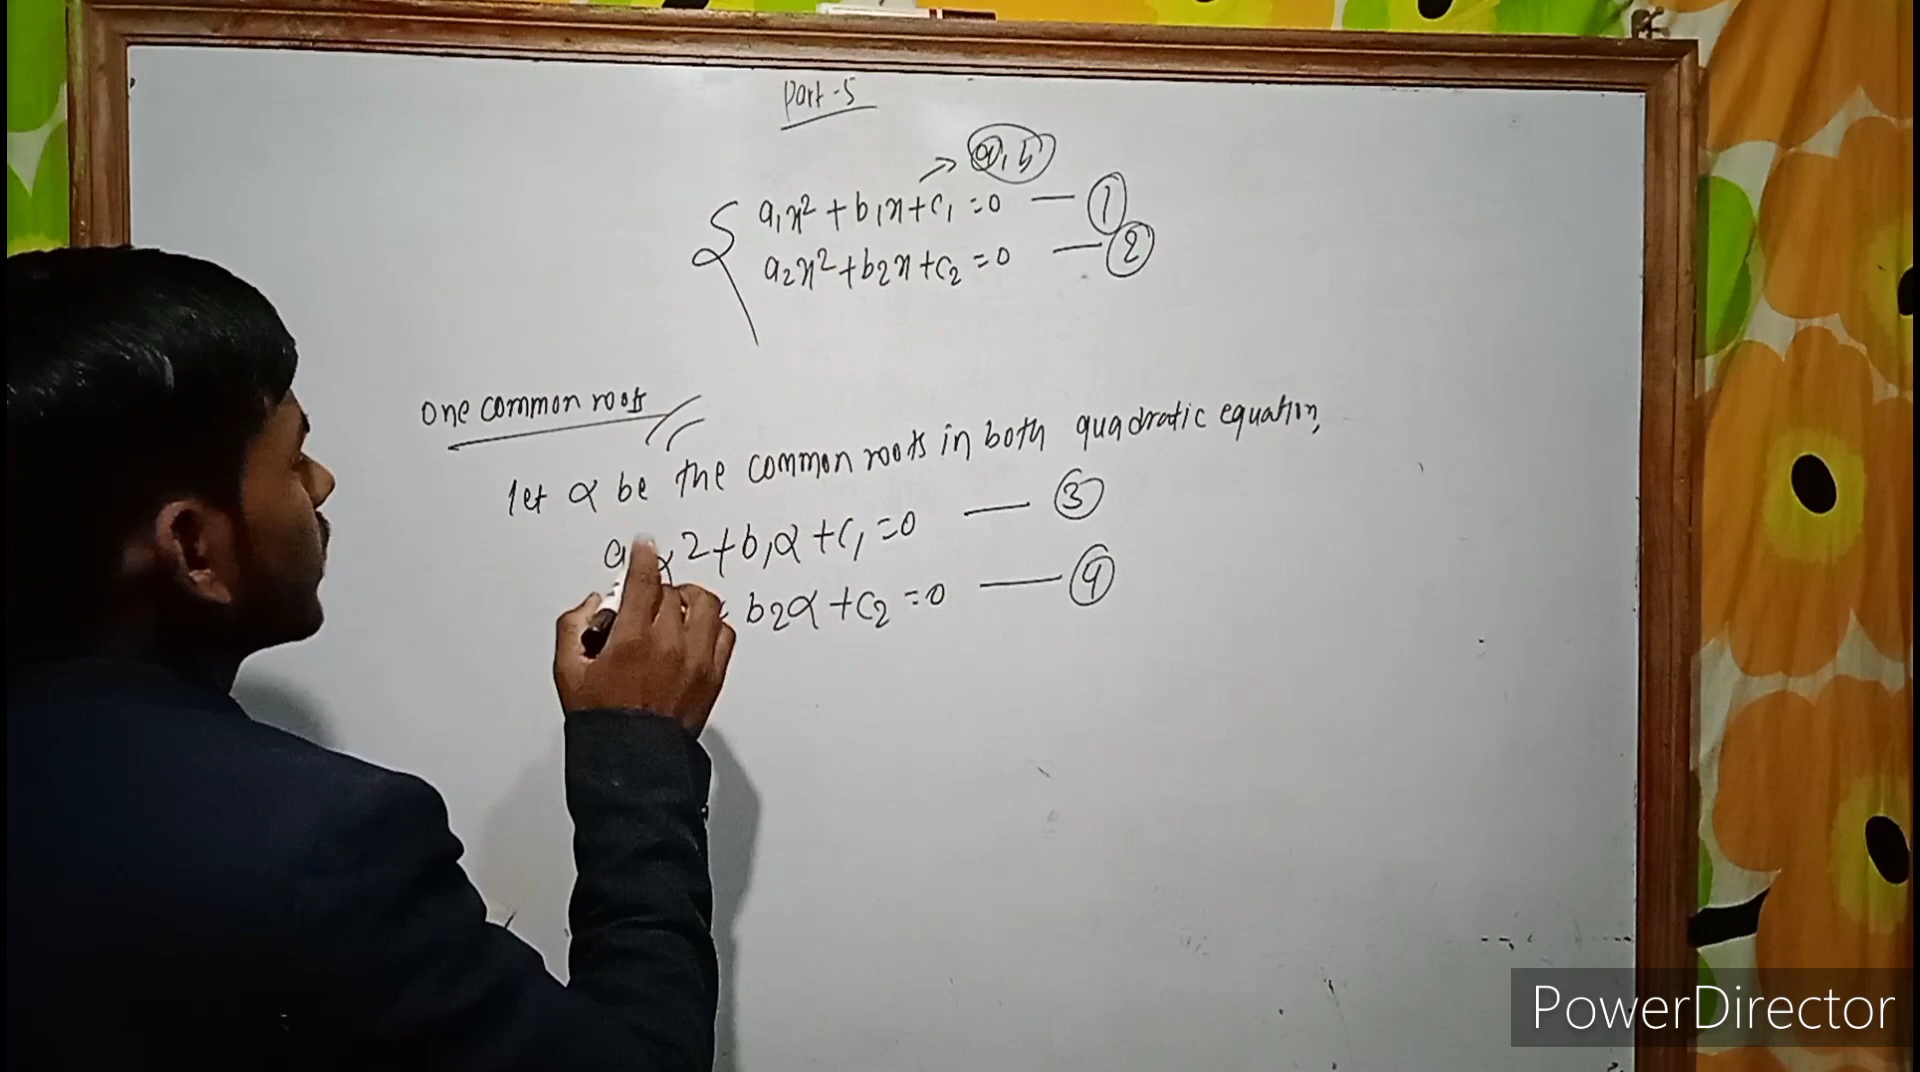 Part-5
a₁x²+b₁x+c₁=0 — ①
a₂x²+b₂x+c₂=0 — ②
One common roots
let α be the common roots in both quadratic equation,
a α2+b₁α+c₁=0 — ③
b₂α+c₂=0 — ④
PowerDirector